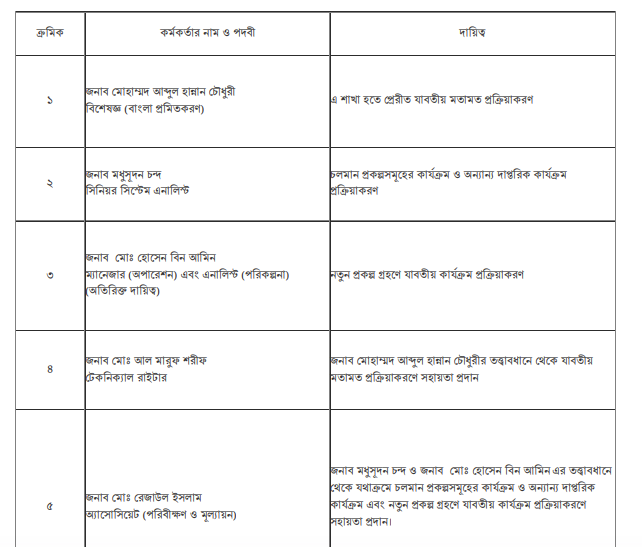 ক্রমিক
কর্মকর্তার নাম ও পদবী
দায়িত্ব
১
জনাব মোহাম্মদ আব্দুল হান্নান চৌধুরী
বিশেষজ্ঞ (বাংলা প্রমিতকরণ)
এ শাখা হতে প্রেরীত যাবতীয় মতামত প্রক্রিয়াকরণ
২
জনাব মধুসূদন চন্দ
সিনিয়র সিস্টেম এনালিস্ট
চলমান প্রকল্পসমূহের কার্যক্রম ও অন্যান্য দাপ্তরিক কার্যক্রম
প্রক্রিয়াকরণ
৩
জনাব মোঃ হোসেন বিন আমিন
ম্যানেজার (অপারেশন) এবং এনালিস্ট (পরিকল্পনা)
(অতিরিক্ত দায়িত্ব)
নতুন প্রকল্প গ্রহণে যাবতীয় কার্যক্রম প্রক্রিয়াকরণ
৪
জনাব মোঃ আল মারুফ শরীফ
টেকনিক্যাল রাইটার
জনাব মোহাম্মদ আব্দুল হান্নান চৌধুরীর তত্ত্বাবধানে থেকে যাবতীয়
মতামত প্রক্রিয়াকরণে সহায়তা প্রদান
৫
জনাব মোঃ রেজাউল ইসলাম
অ্যাসোসিয়েট (পরিবীক্ষণ ও মূল্যায়ন)
জনাব মধুসূদন চন্দ ও জনাব মোঃ হোসেন বিন আমিন এর তত্ত্বাবধানে
থেকে যথাক্রমে চলমান প্রকল্পসমূহের কার্যক্রম ও অন্যান্য দাপ্তরিক
কার্যক্রম এবং নতুন প্রকল্প গ্রহণে যাবতীয় কার্যক্রম প্রক্রিয়াকরণে
সহায়তা প্রদান।